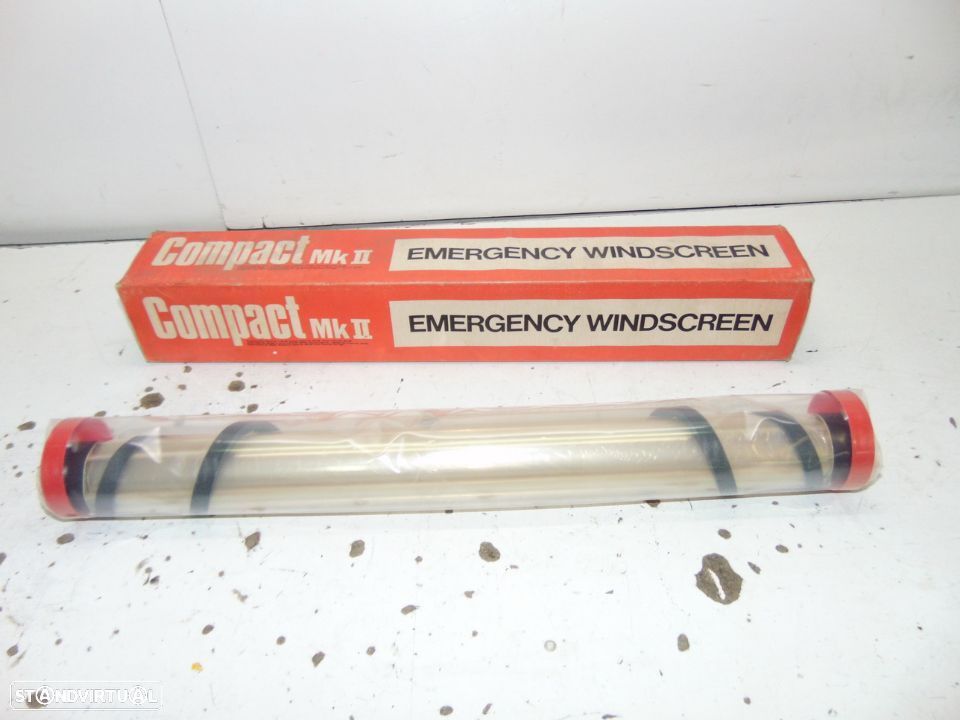 Compact Mk II EMERGENCY WINDSCREEN
Compact Mk II EMERGENCY WINDSCREEN
STANDVIRTUAL